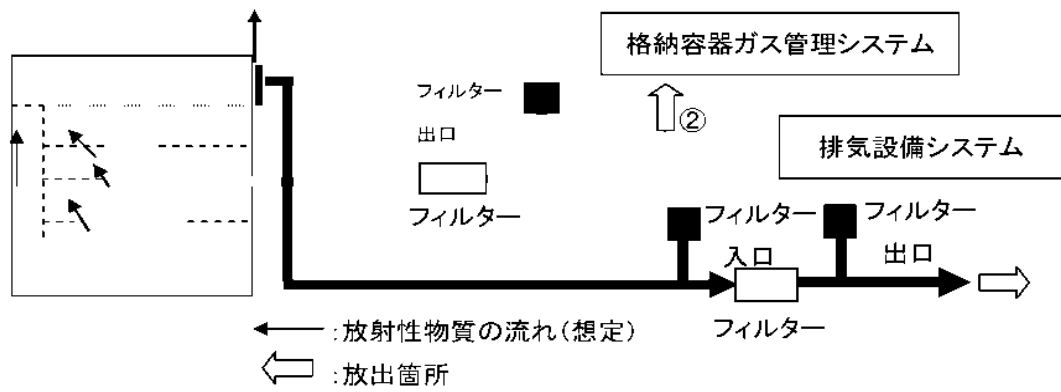 格納容器ガス管理システム
フィルター
②
出口
排気設備システム
フィルター
フィルター
フィルター
入口
出口
フィルター
:放射性物質の流れ(想定)
:放出箇所